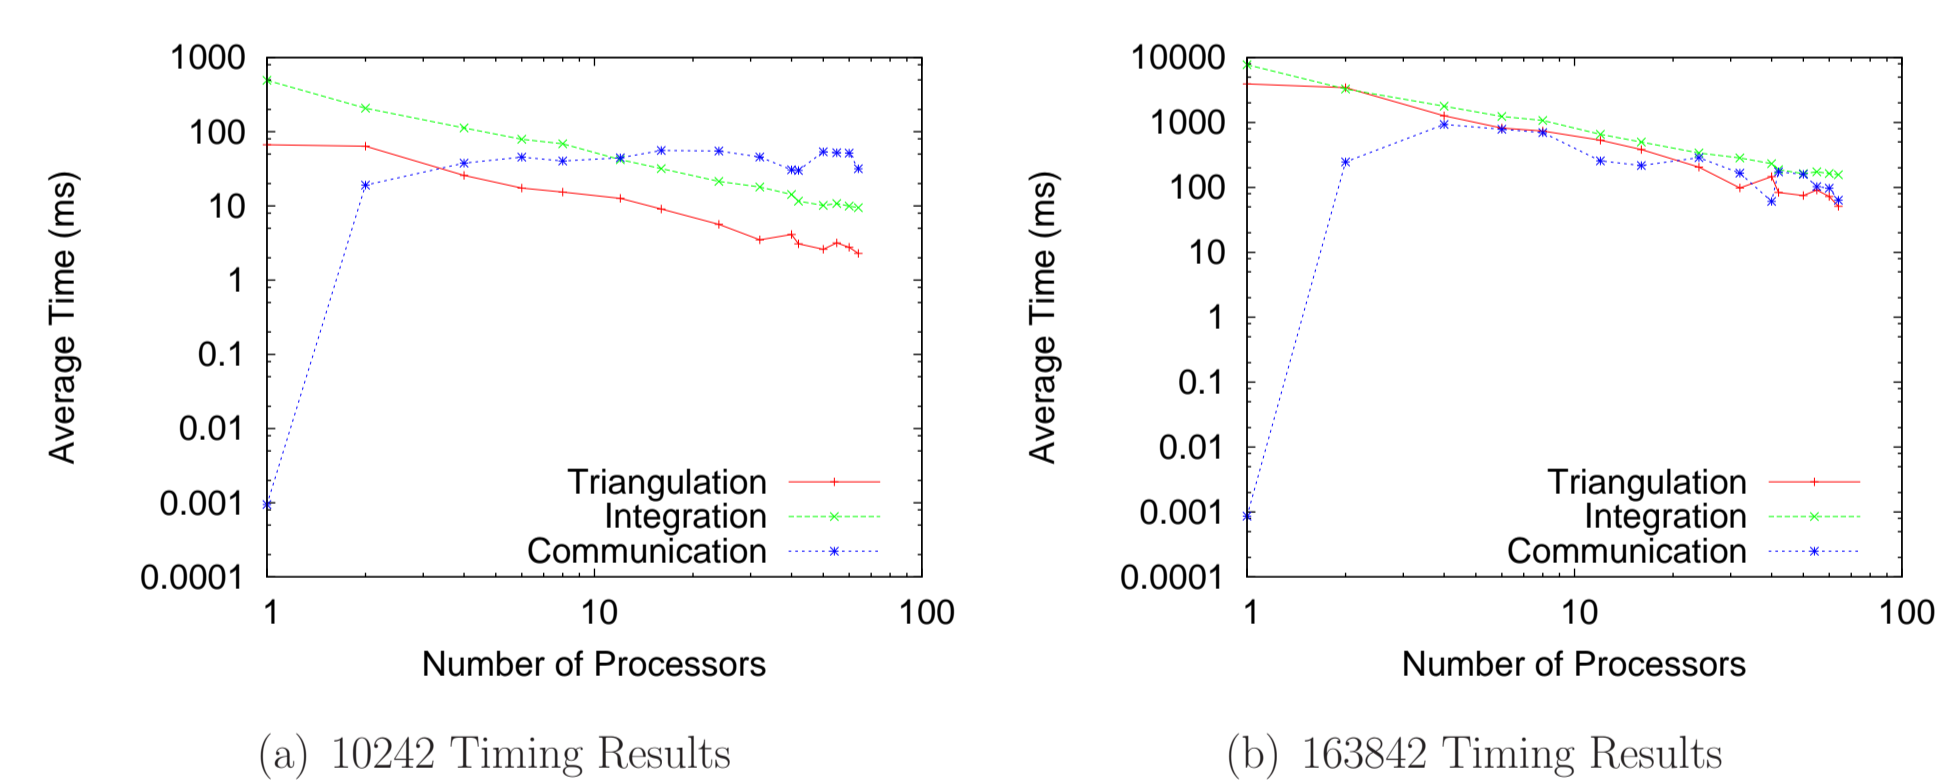 1000
100
10
1
0.1
0.01
0.001
0.0001
Average Time (ms)
Triangulation
Integration
Communication
1 10 100
Number of Processors
(a) 10242 Timing Results
10000
1000
100
10
1
0.1
0.01
0.001
0.0001
Average Time (ms)
Triangulation
Integration
Communication
1 10 100
Number of Processors
(b) 163842 Timing Results